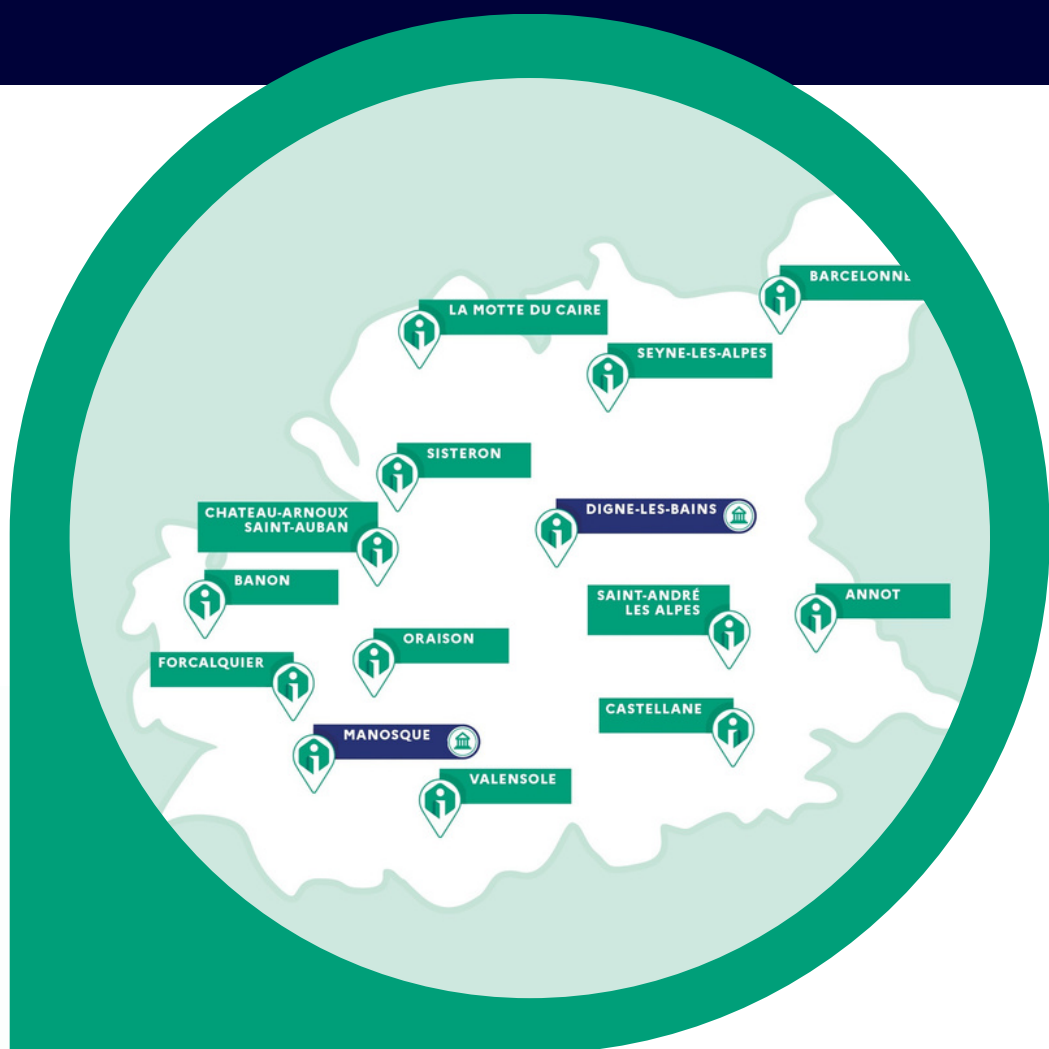 BARCELONNE
LA MOTTE DU CAIRE
SEYNE-LES-ALPES
SISTERON
DIGNE-LES-BAINS
CHATEAU-ARNOUX
SAINT-AUBAN
BANON
SAINT-ANDRÉ
LES ALPES
ANNOT
ORAISON
FORCALQUIER
CASTELLANE
MANOSQUE
VALENSOLE